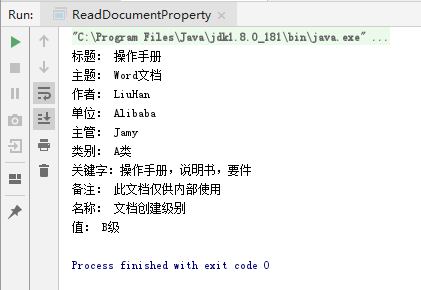 Run: ReadDocumentProperty ×
"C:\Program Files\Java\jdk1.8.0_181\bin\java.exe" ...
标题： 操作手册
主题： Word文档
作者： LiuHan
单位： Alibaba
主管： Jamy
类别： A类
关键字：操作手册，说明书，要件
备注： 此文档仅供内部使用
名称： 文档创建级别
值： B级
Process finished with exit code 0